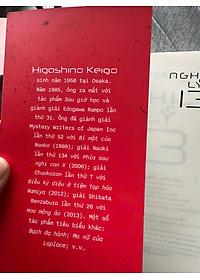 Higashino Keigo
sinh năm 1958 tại Osaka.
Năm 1985, ông ra mắt với
tác phẩm Sau giờ học và
giành giải Edogawa Rampo lần
thứ 31. Ông đã giành giải
Mystery Writers of Japan Inc
lần thứ 52 với Bí mật của
Naoko (1999); giải Naoki
lần thứ 134 với Phía sau
nghi can X (2006); giải
Chuokoron lần thứ 7 với
Điều kỳ diệu ở tiệm tạp hóa
Namiya (2012); giải Shibata
Renzaburo lần thứ 26 với
Hoa mộng ảo (2013). Một số
tác phẩm tiêu biểu khác:
Bạch dạ hành; Ma nữ của
Laplace; v.v..
NGH
LÝ
13